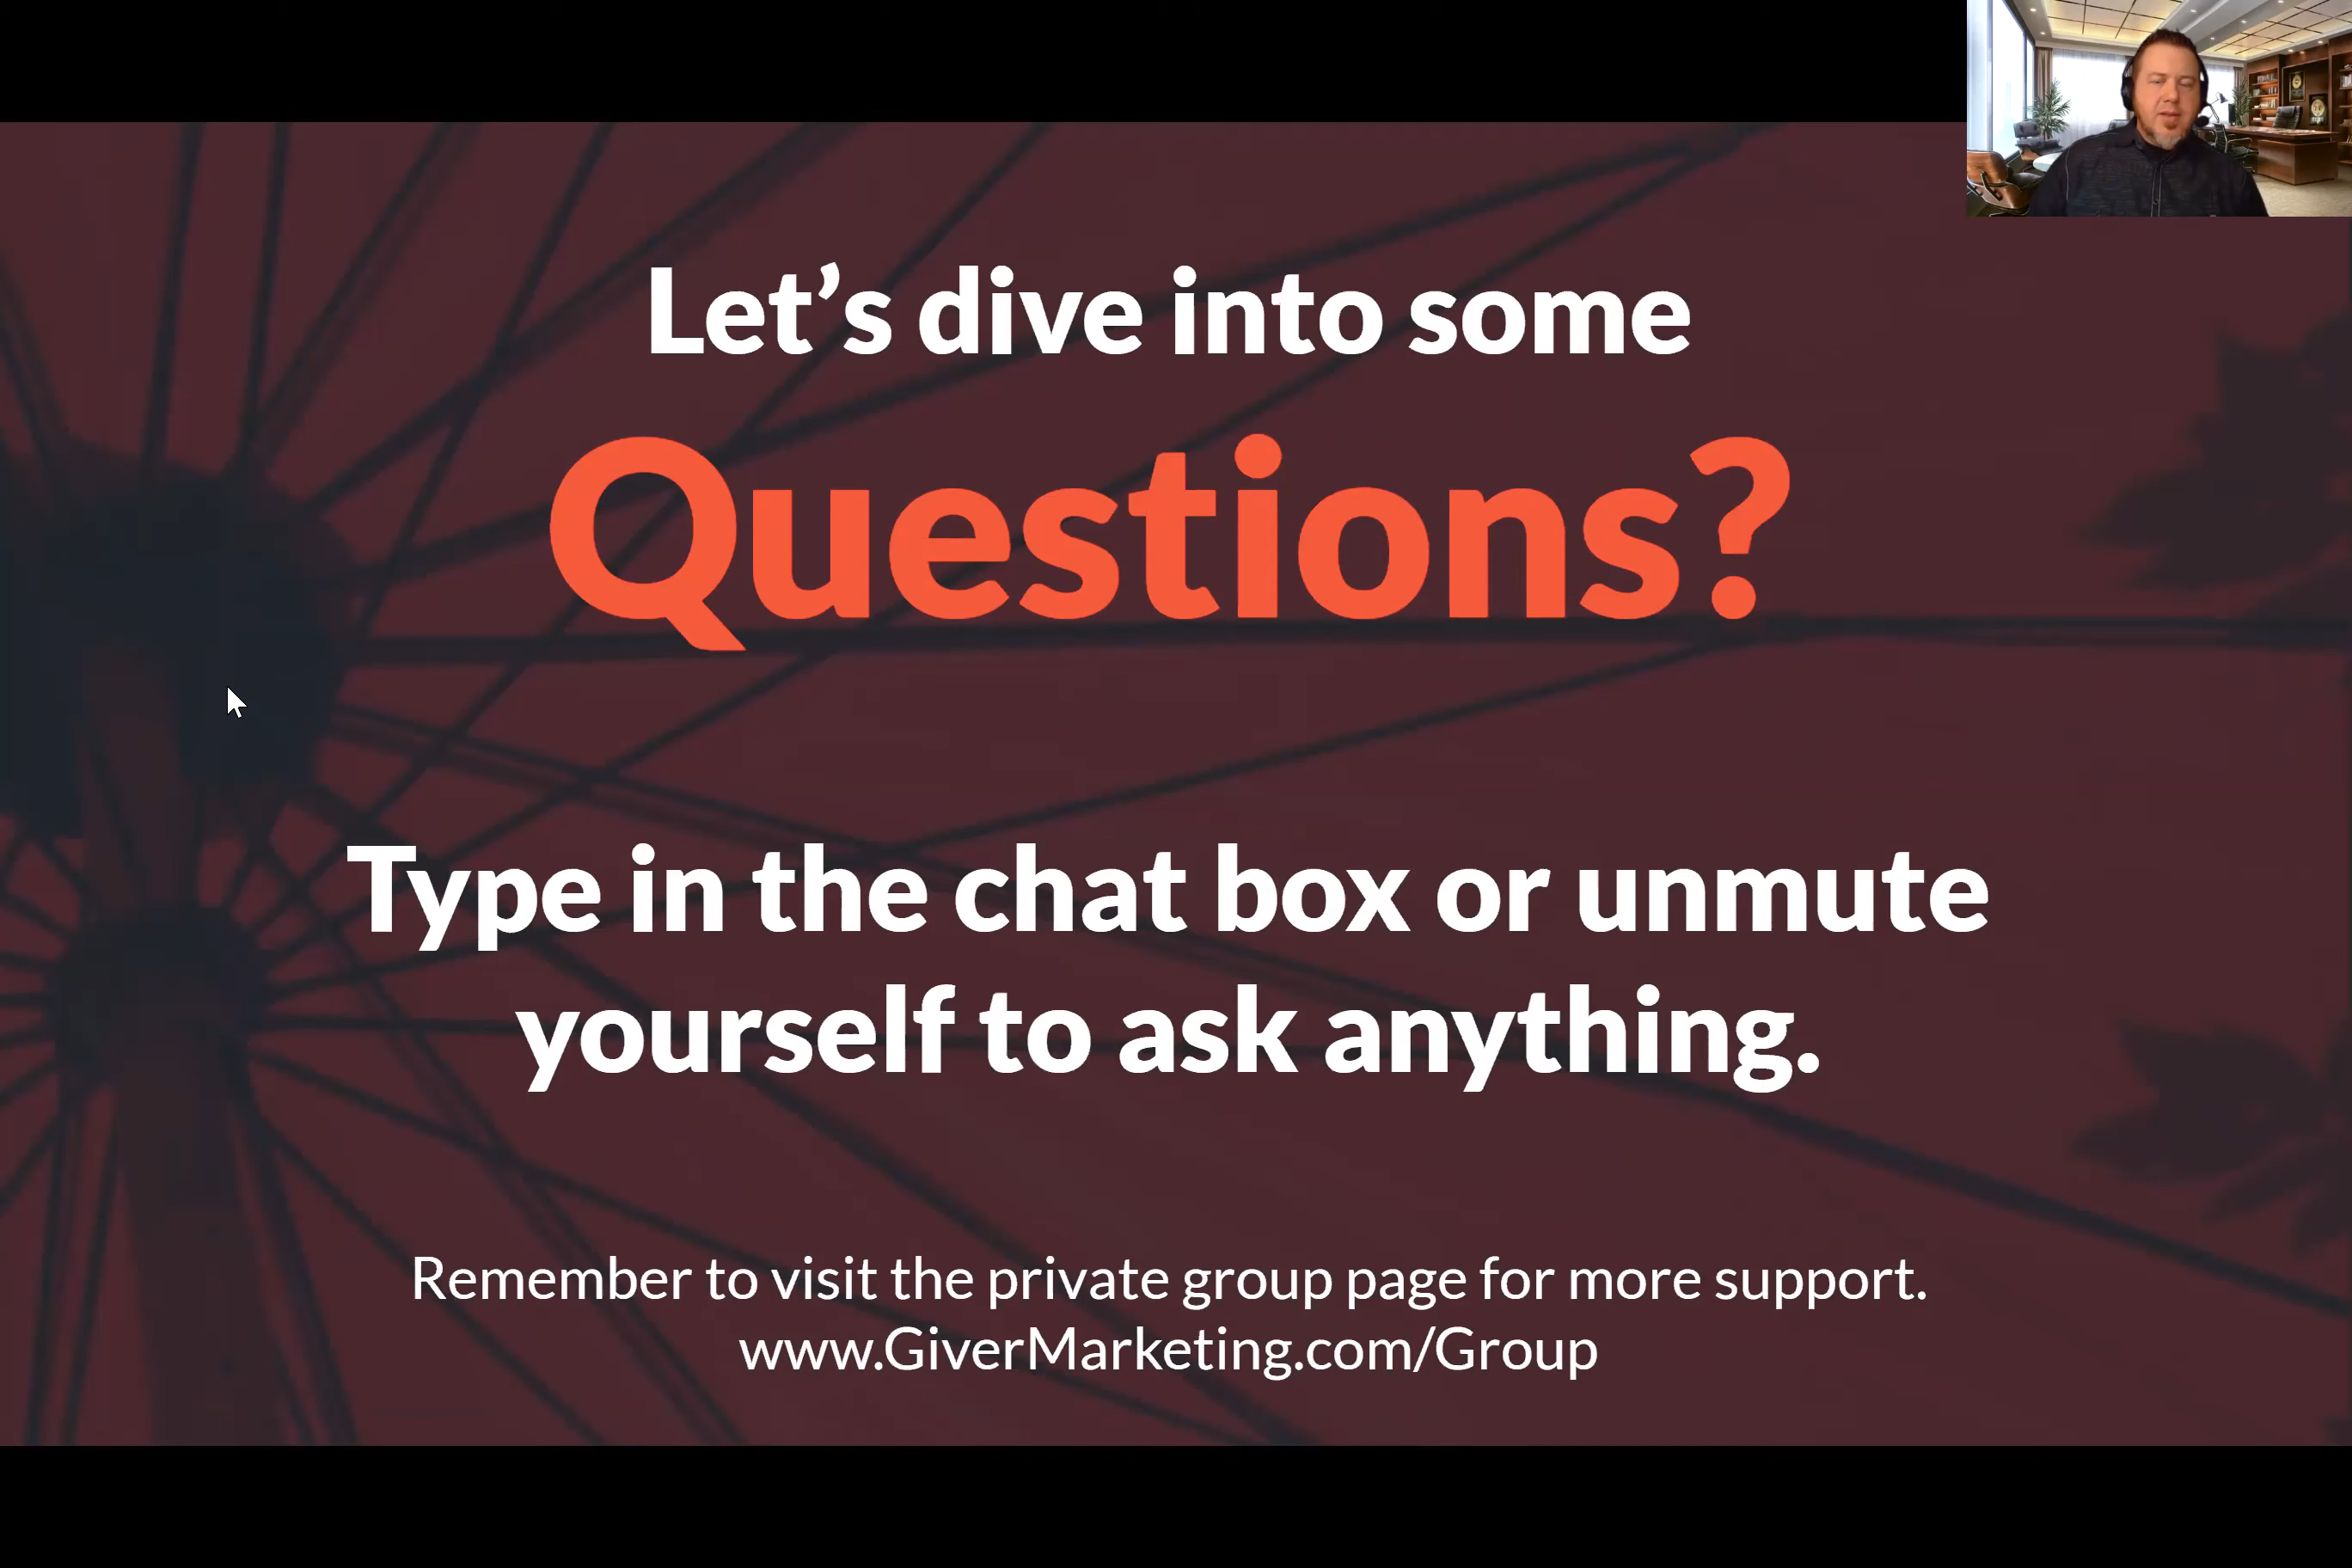 Let’s dive into some
Questions?
Type in the chat box or unmute
yourself to ask anything.
Remember to visit the private group page for more support.
www.GiverMarketing.com/Group